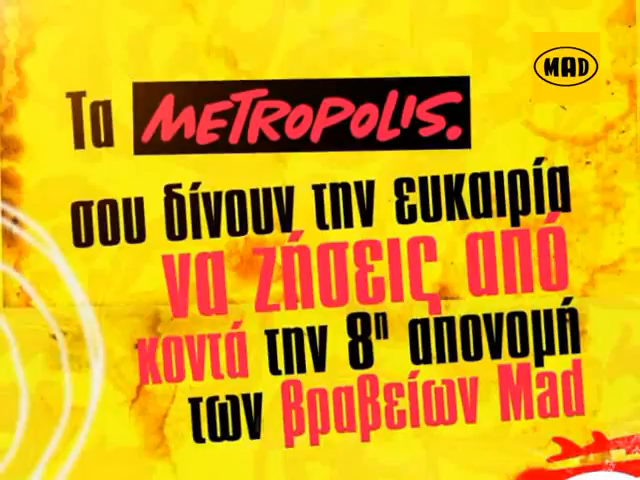 MAD
Τα METROPOLIS.
σου δίνουν την ευκαιρία
να ζήσεις από
κοντά την 8η απονομή
των βραβείων Mad